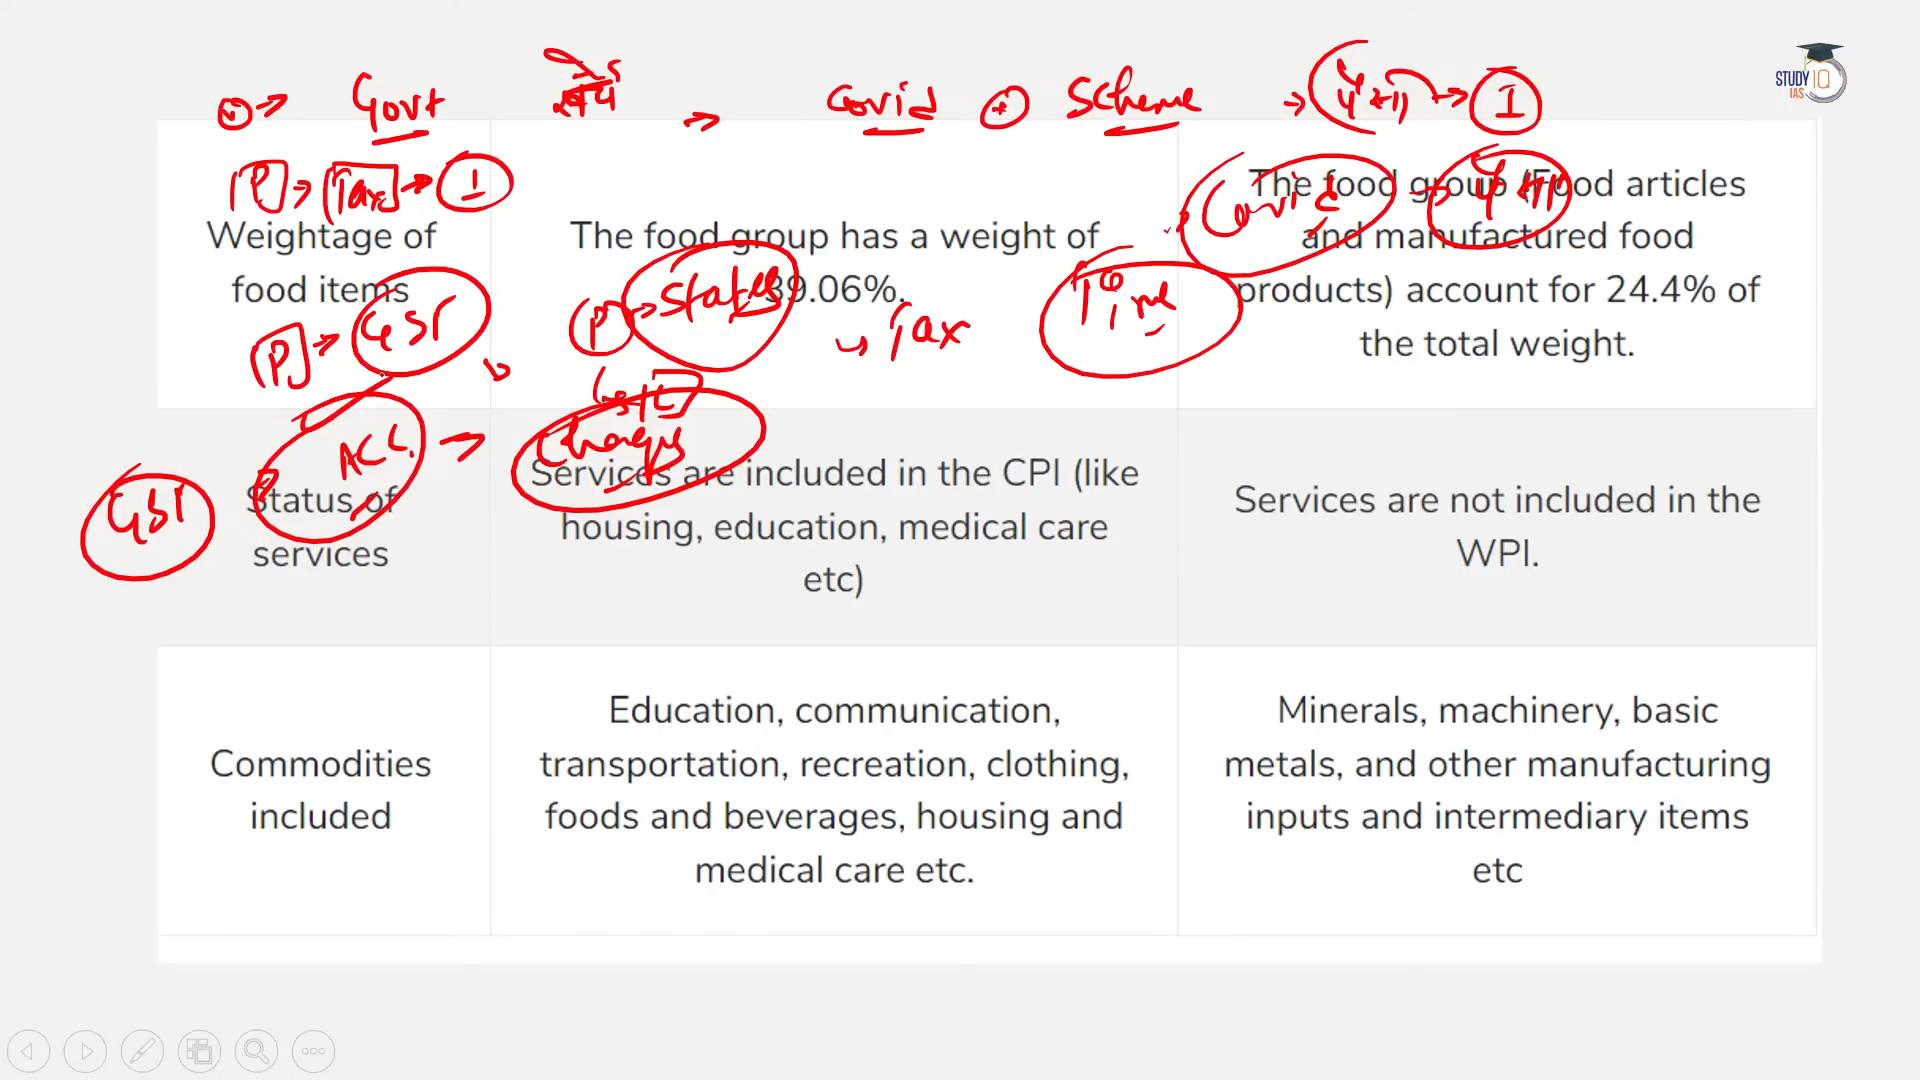 STUDY IQ
IAS
Govt
Covid + Scheme
I
P → Tax → I
Covid
Weightage of
food items
The food group has a weight of
39.06%.
The food group (Food articles
and manufactured food
products) account for 24.4% of
the total weight.
P → GST
P → States
Tax
Time
ACC.
Changes
GST
Status of
services
Services are included in the CPI (like
housing, education, medical care
etc)
Services are not included in the
WPI.
Commodities
included
Education, communication,
transportation, recreation, clothing,
foods and beverages, housing and
medical care etc.
Minerals, machinery, basic
metals, and other manufacturing
inputs and intermediary items
etc